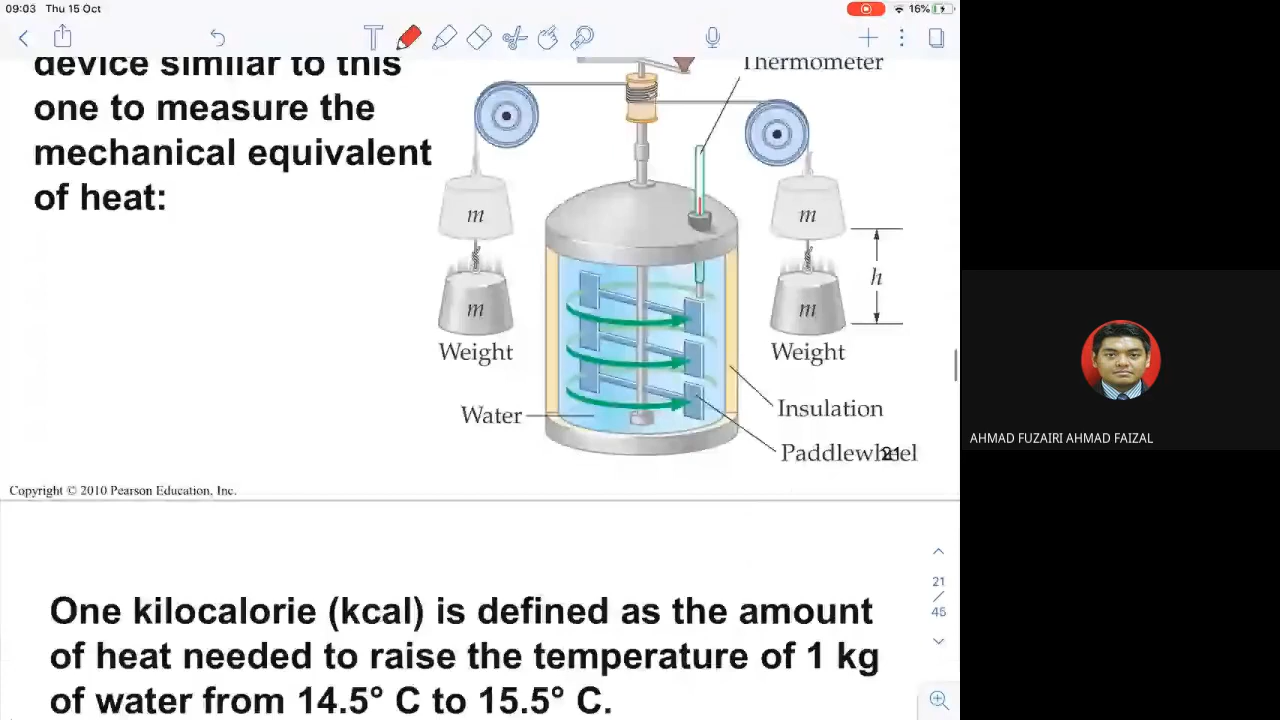 09:03 Thu 15 Oct
16%
device similar to this
one to measure the
mechanical equivalent
of heat:
Thermometer
m
m
m
m
h
Weight
Weight
Water
Insulation
Paddlewheel
21
Copyright © 2010 Pearson Education, Inc.
21
/
45
One kilocalorie (kcal) is defined as the amount
of heat needed to raise the temperature of 1 kg
of water from 14.5° C to 15.5° C.
AHMAD FUZAIRI AHMAD FAIZAL